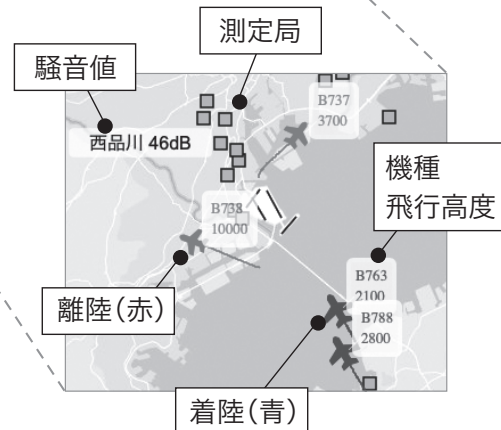 測定局
騒音値
B737
3700
西品川 46dB
機種
飛行高度
B738
10000
離陸（赤）
B763
2100
B788
2800
着陸（青）